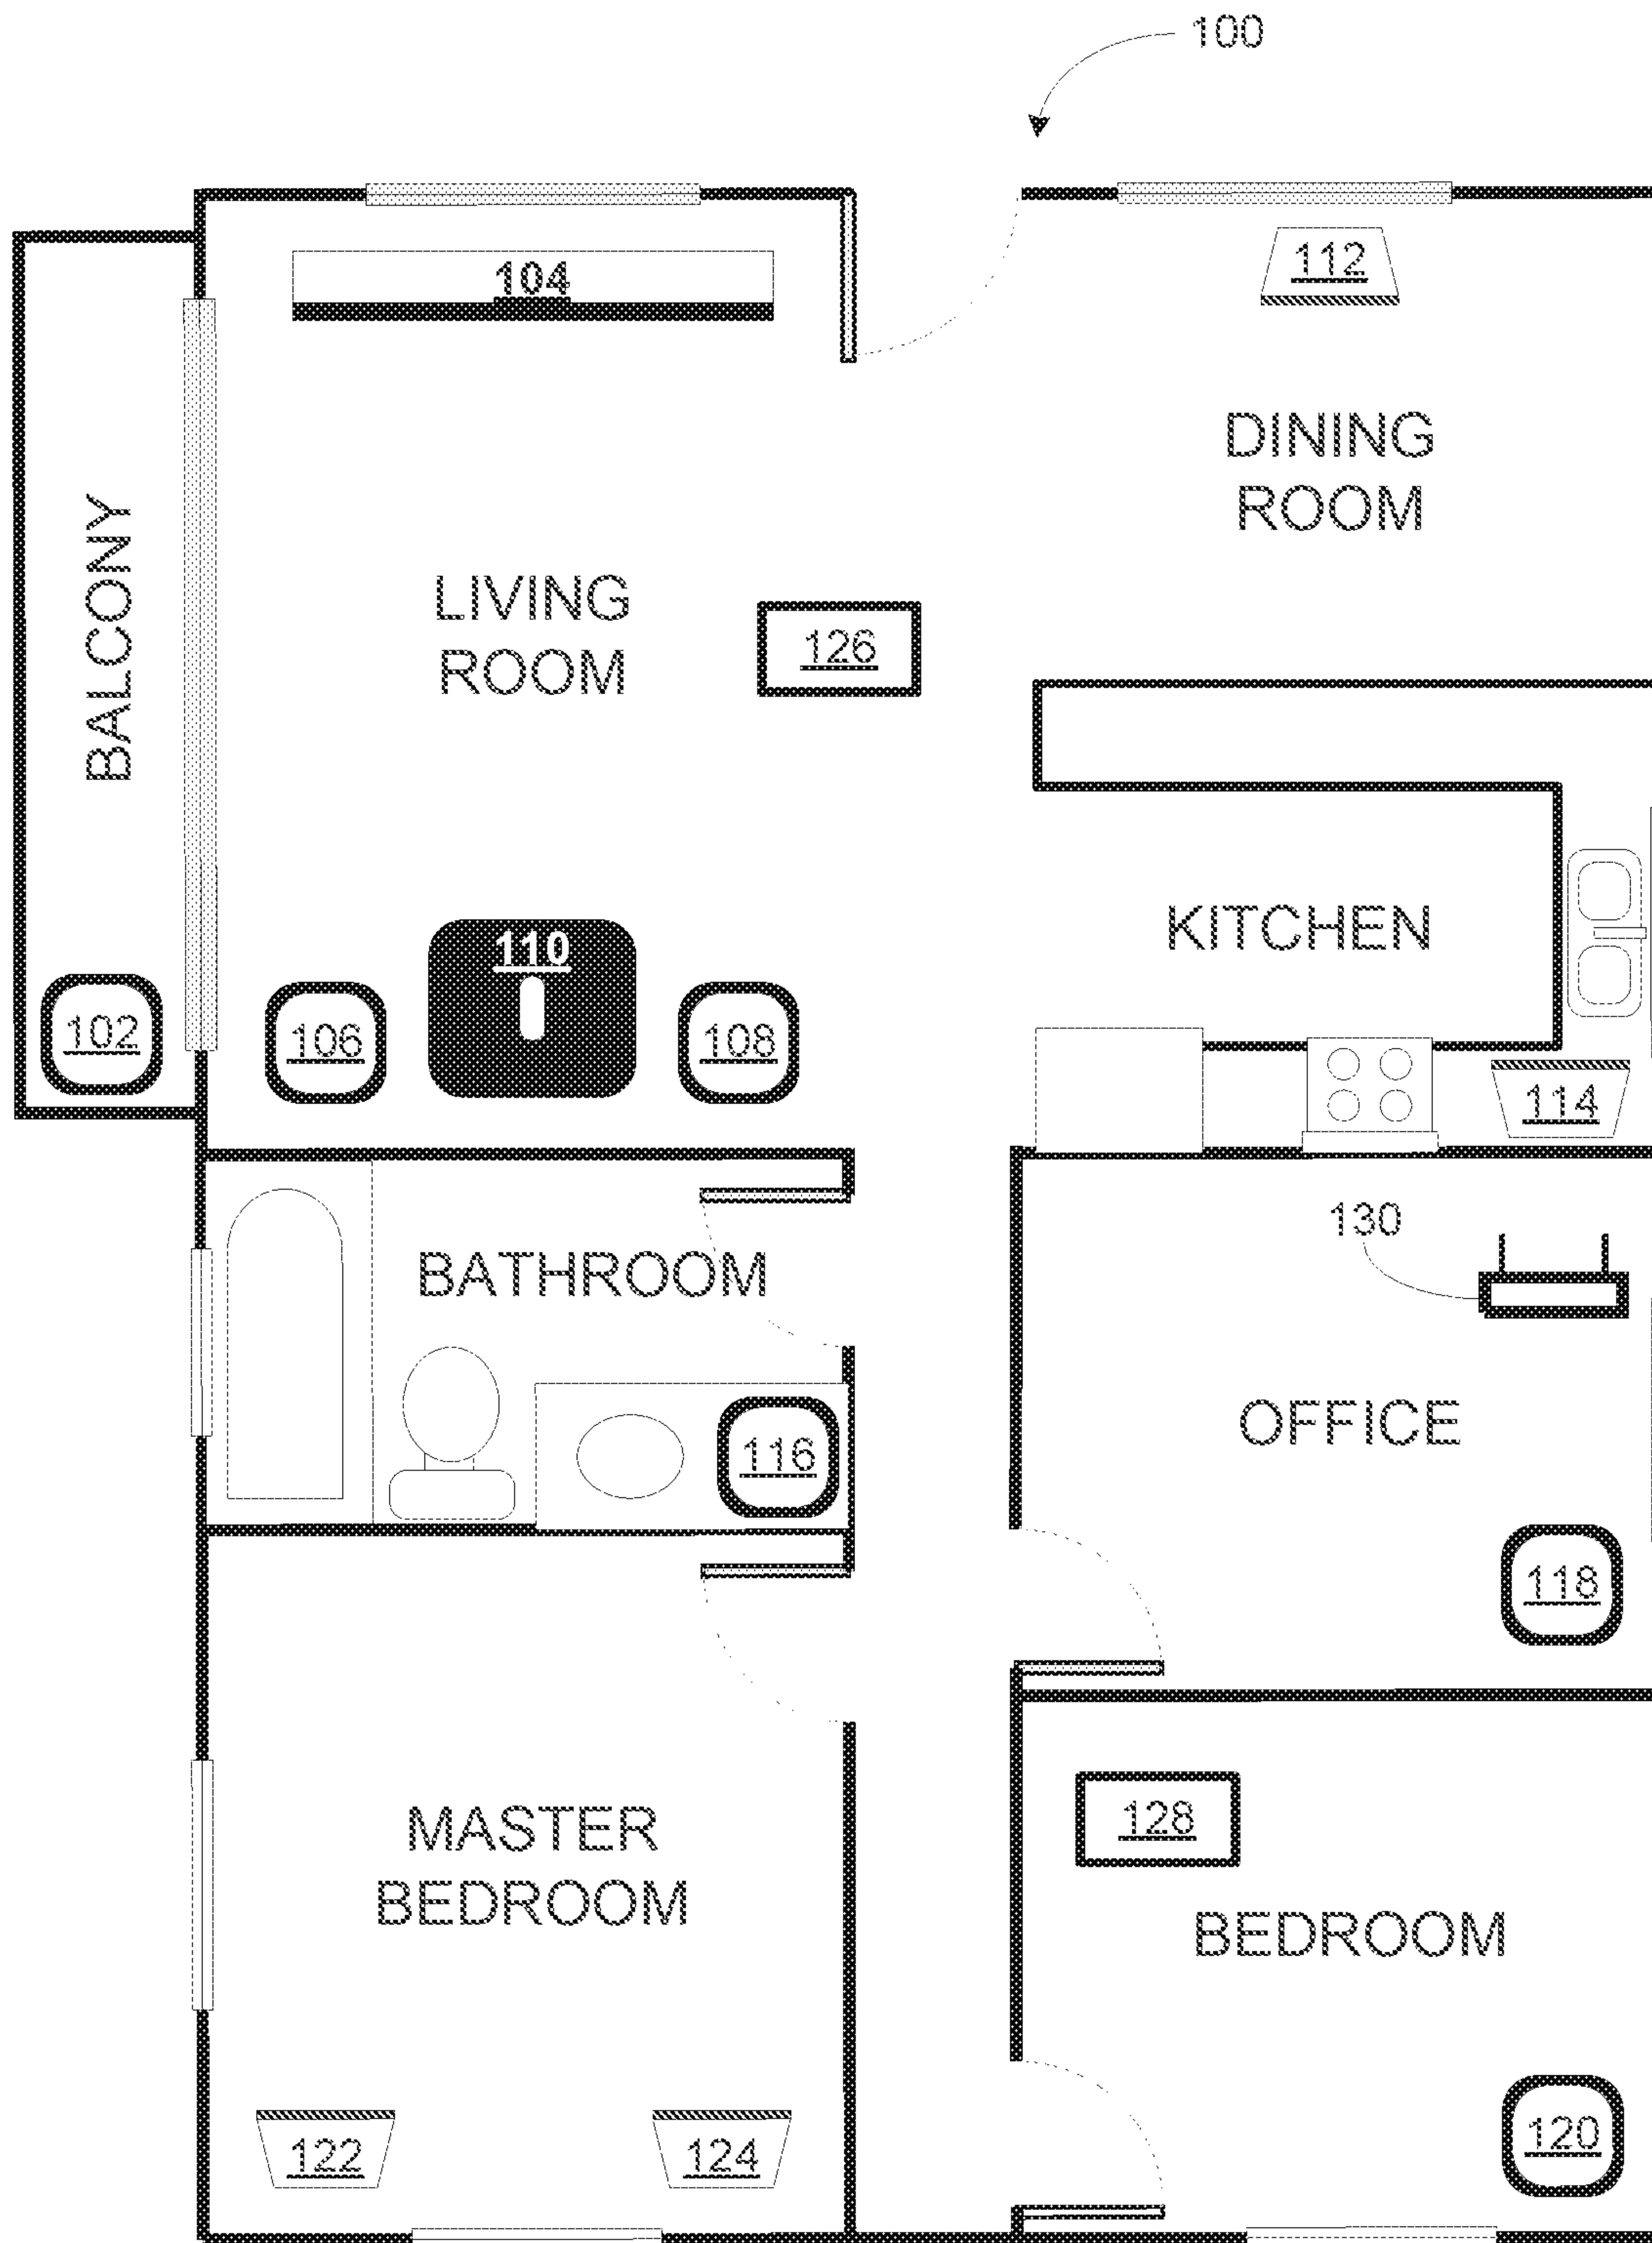 100
104
112
DINING
ROOM
BALCONY
LIVING
ROOM
126
KITCHEN
110
102
106
108
114
130
BATHROOM
OFFICE
116
118
128
MASTER
BEDROOM
BEDROOM
122
124
120